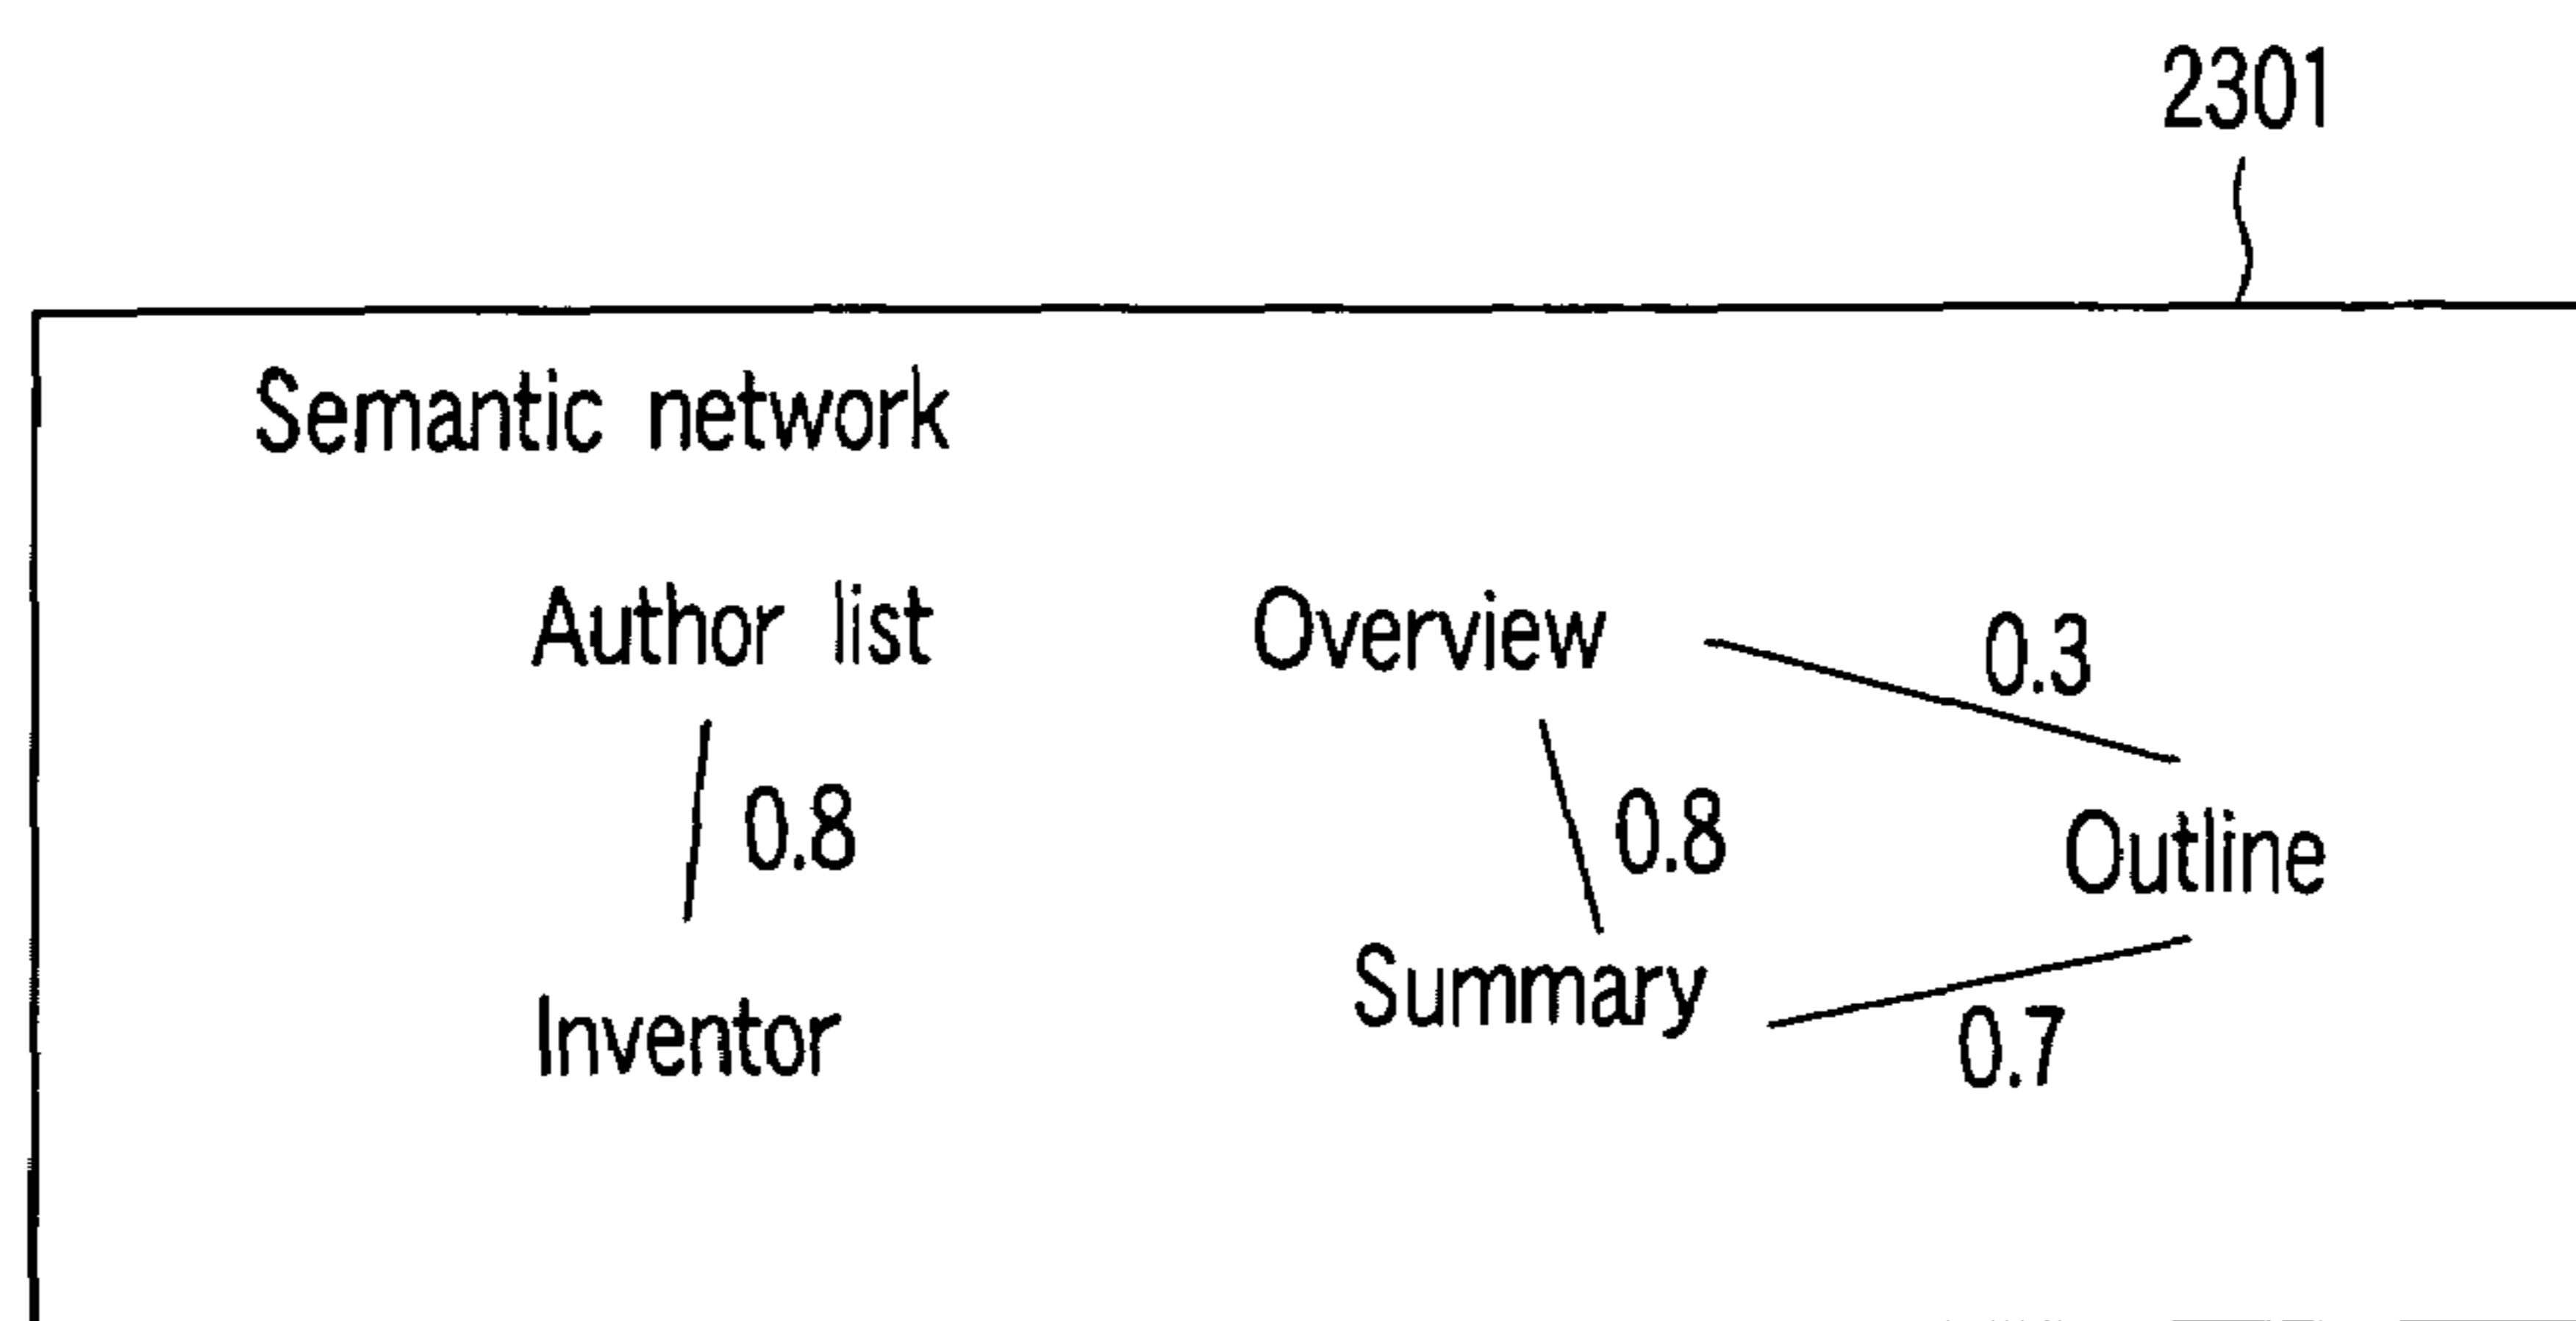 2301
Semantic network
Author list
Overview
0.3
0.8
0.8
Outline
Summary
Inventor
0.7